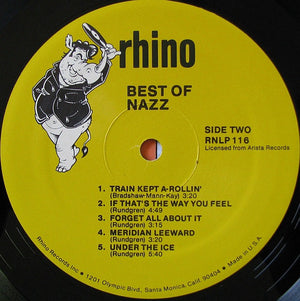 rhino
BEST OF
NAZZ
SIDE TWO
RNLP 116
Licensed from Arista Records
1. TRAIN KEPT A-ROLLIN'
(Bradshaw-Mann-Kay) 3:20
2. IF THAT'S THE WAY YOU FEEL
(Rundgren) 4:49
3. FORGET ALL ABOUT IT
(Rundgren) 3:15
4. MERIDIAN LEEWARD
(Rundgren) 3:20
5. UNDER THE ICE
(Rundgren) 5:40
Rhino Records Inc. • 1201 Olympic Blvd., Santa Monica, Calif. 90404 • Made in U.S.A.